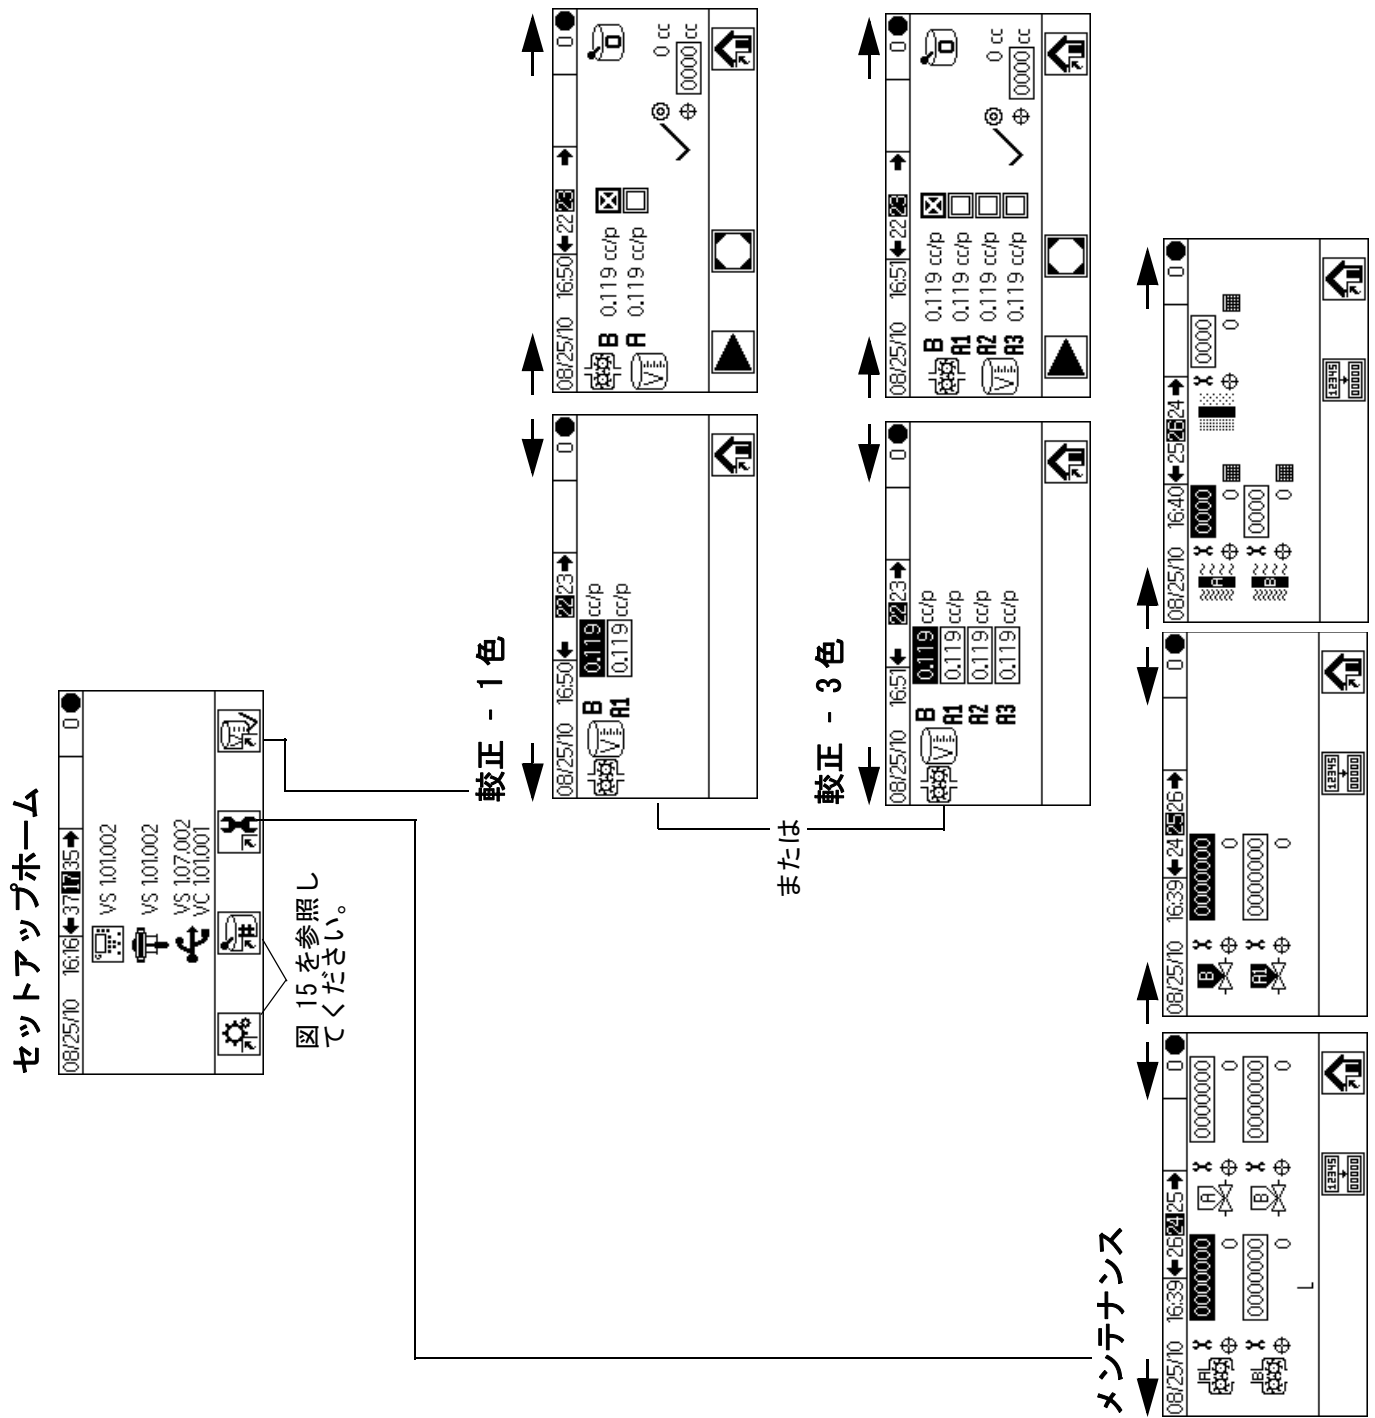 セットアップホーム
08/25/10 16:16 37 17 35 0
VS 1.01.002
VS 1.01.002
VS 1.07.002
VC 1.01.001
#
図 15を参照し
てください。
較正 - 1色
08/25/10 16:50 22 23 0
B 0.119 cc/p
A1 0.119 cc/p
08/25/10 16:50 22 23 0
B 0.119 cc/p
A 0.119 cc/p
0 cc
0000 cc
または
較正 - 3色
08/25/10 16:51 22 23 0
B 0.119 cc/p
A1 0.119 cc/p
A2 0.119 cc/p
A3 0.119 cc/p
08/25/10 16:51 22 23 0
B 0.119 cc/p
A1 0.119 cc/p
A2 0.119 cc/p
A3 0.119 cc/p
0 cc
0000 cc
メンテナンス
08/25/10 16:39 26 24 25 0
A 0000000 A 0000000
0 0
B 0000000 B 0000000
0 0
L
12345
00000
08/25/10 16:39 24 25 26 0
B 0000000
0
A1 0000000
0
12345
00000
08/25/10 16:40 25 26 24 0
A 0000 0000
0 0
B 0000
0
12345
00000